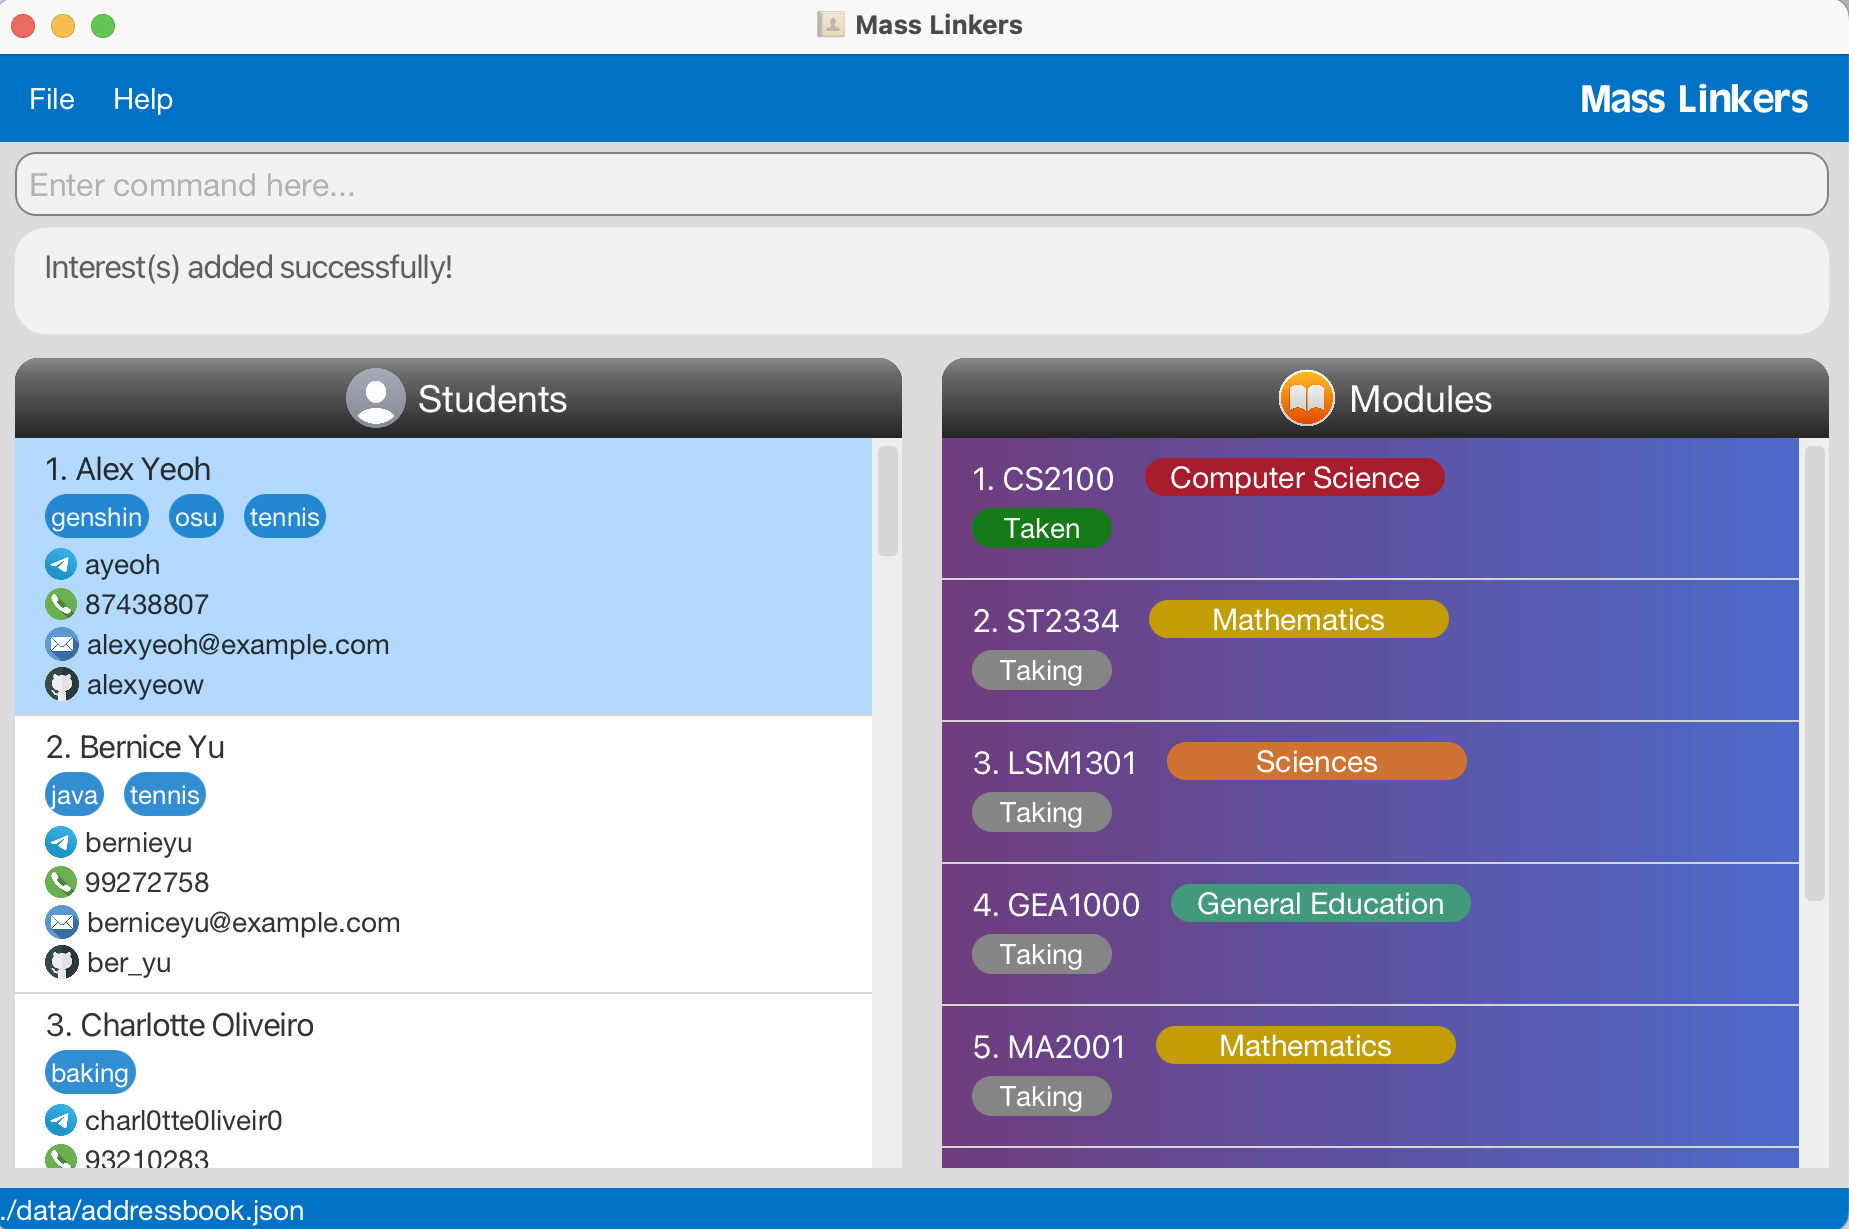 Mass Linkers
File Help Mass Linkers
Enter command here...
Interest(s) added successfully!
Students
1. Alex Yeoh
genshin osu tennis
ayeoh
87438807
alexyeoh@example.com
alexyeow
2. Bernice Yu
java tennis
bernieyu
99272758
berniceyu@example.com
ber_yu
3. Charlotte Oliveiro
baking
charl0tte0liveir0
93210283
Modules
1. CS2100 Computer Science
Taken
2. ST2334 Mathematics
Taking
3. LSM1301 Sciences
Taking
4. GEA1000 General Education
Taking
5. MA2001 Mathematics
Taking
./data/addressbook.json